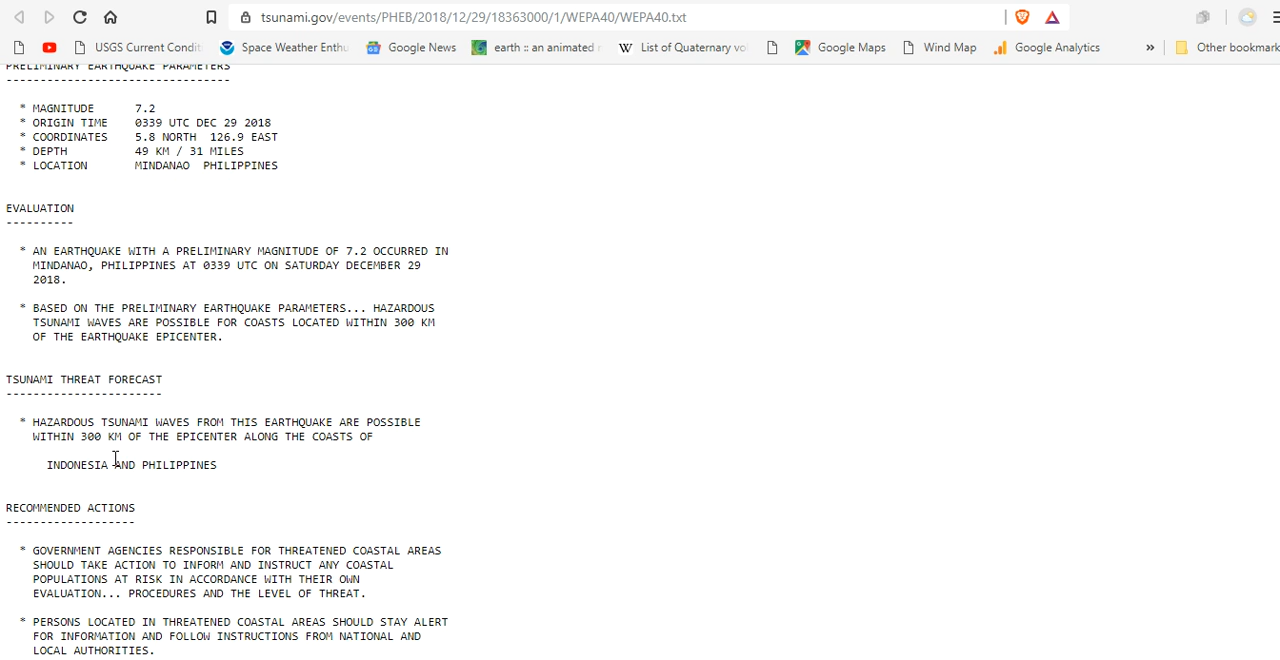 tsunami.gov/events/PHEB/2018/12/29/18363000/1/WEPA40/WEPA40.txt
USGS Current Condit Space Weather Enthu Google News earth :: an animated r List of Quaternary vol Google Maps Wind Map Google Analytics » Other bookmark
PRELIMINARY EARTHQUAKE PARAMETERS
---------------------------------
* MAGNITUDE 7.2
* ORIGIN TIME 0339 UTC DEC 29 2018
* COORDINATES 5.8 NORTH 126.9 EAST
* DEPTH 49 KM / 31 MILES
* LOCATION MINDANAO PHILIPPINES
EVALUATION
----------
* AN EARTHQUAKE WITH A PRELIMINARY MAGNITUDE OF 7.2 OCCURRED IN
MINDANAO, PHILIPPINES AT 0339 UTC ON SATURDAY DECEMBER 29
2018.
* BASED ON THE PRELIMINARY EARTHQUAKE PARAMETERS... HAZARDOUS
TSUNAMI WAVES ARE POSSIBLE FOR COASTS LOCATED WITHIN 300 KM
OF THE EARTHQUAKE EPICENTER.
TSUNAMI THREAT FORECAST
-----------------------
* HAZARDOUS TSUNAMI WAVES FROM THIS EARTHQUAKE ARE POSSIBLE
WITHIN 300 KM OF THE EPICENTER ALONG THE COASTS OF
INDONESIA AND PHILIPPINES
RECOMMENDED ACTIONS
-------------------
* GOVERNMENT AGENCIES RESPONSIBLE FOR THREATENED COASTAL AREAS
SHOULD TAKE ACTION TO INFORM AND INSTRUCT ANY COASTAL
POPULATIONS AT RISK IN ACCORDANCE WITH THEIR OWN
EVALUATION... PROCEDURES AND THE LEVEL OF THREAT.
* PERSONS LOCATED IN THREATENED COASTAL AREAS SHOULD STAY ALERT
FOR INFORMATION AND FOLLOW INSTRUCTIONS FROM NATIONAL AND
LOCAL AUTHORITIES.